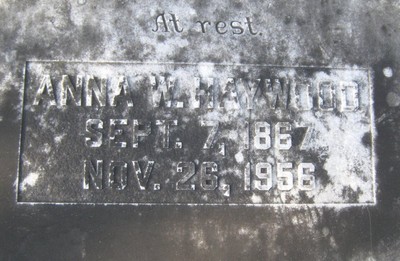 At rest.
ANNA W. HAYWOOD
SEPT. 7, 1867
NOV. 26, 1956